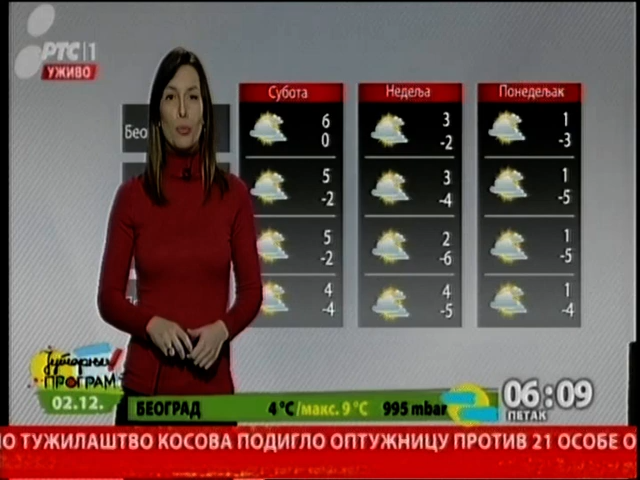 РТС|1
УЖИВО
Субота Недеља Понедељак
Бео
6 3 1
0 -2 -3
5 3 1
-2 -4 -5
5 2 1
-2 -6 -5
4 4 1
-4 -5 -4
Јутарњи
ПРОГРАМ
02.12.
БЕОГРАД 4 °C/макс. 9 °C 995 mbar
06:09
ПЕТАК
О ТУЖИЛАШТВО КОСОВА ПОДИГЛО ОПТУЖНИЦУ ПРОТИВ 21 ОСОБЕ О